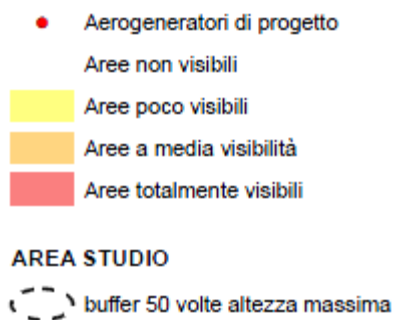 Aerogeneratori di progetto
Aree non visibili
Aree poco visibili
Aree a media visibilità
Aree totalmente visibili
AREA STUDIO
buffer 50 volte altezza massima